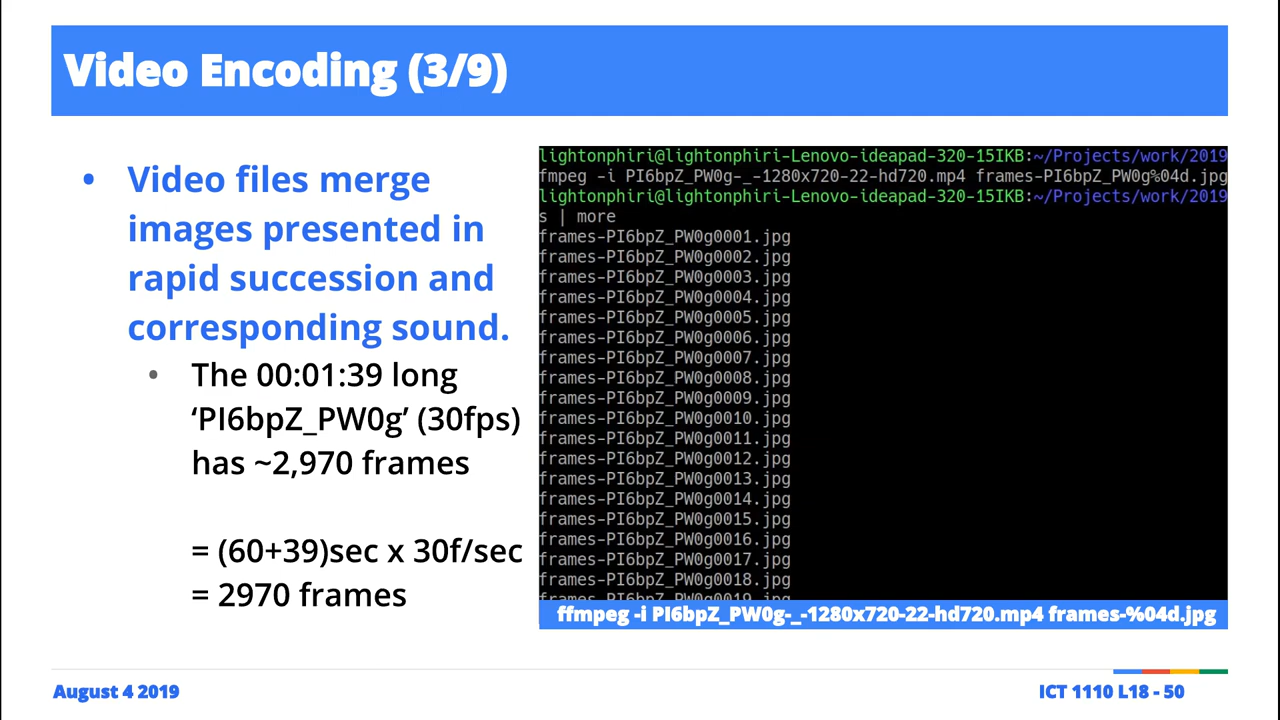 Video Encoding (3/9)
• Video files merge
images presented in
rapid succession and
corresponding sound.
• The 00:01:39 long
‘PI6bpZ_PW0g’ (30fps)
has ~2,970 frames
= (60+39)sec x 30f/sec
= 2970 frames
lightonphiri@lightonphiri-Lenovo-ideapad-320-15IKB:~/Projects/work/2019
fmpeg -i PI6bpZ_PW0g-_-1280x720-22-hd720.mp4 frames-PI6bpZ_PW0g%04d.jpg
lightonphiri@lightonphiri-Lenovo-ideapad-320-15IKB:~/Projects/work/2019
s | more
frames-PI6bpZ_PW0g0001.jpg
frames-PI6bpZ_PW0g0002.jpg
frames-PI6bpZ_PW0g0003.jpg
frames-PI6bpZ_PW0g0004.jpg
frames-PI6bpZ_PW0g0005.jpg
frames-PI6bpZ_PW0g0006.jpg
frames-PI6bpZ_PW0g0007.jpg
frames-PI6bpZ_PW0g0008.jpg
frames-PI6bpZ_PW0g0009.jpg
frames-PI6bpZ_PW0g0010.jpg
frames-PI6bpZ_PW0g0011.jpg
frames-PI6bpZ_PW0g0012.jpg
frames-PI6bpZ_PW0g0013.jpg
frames-PI6bpZ_PW0g0014.jpg
frames-PI6bpZ_PW0g0015.jpg
frames-PI6bpZ_PW0g0016.jpg
frames-PI6bpZ_PW0g0017.jpg
frames-PI6bpZ_PW0g0018.jpg
ffmpeg -i PI6bpZ_PW0g-_-1280x720-22-hd720.mp4 frames-%04d.jpg
August 4 2019
ICT 1110 L18 - 50